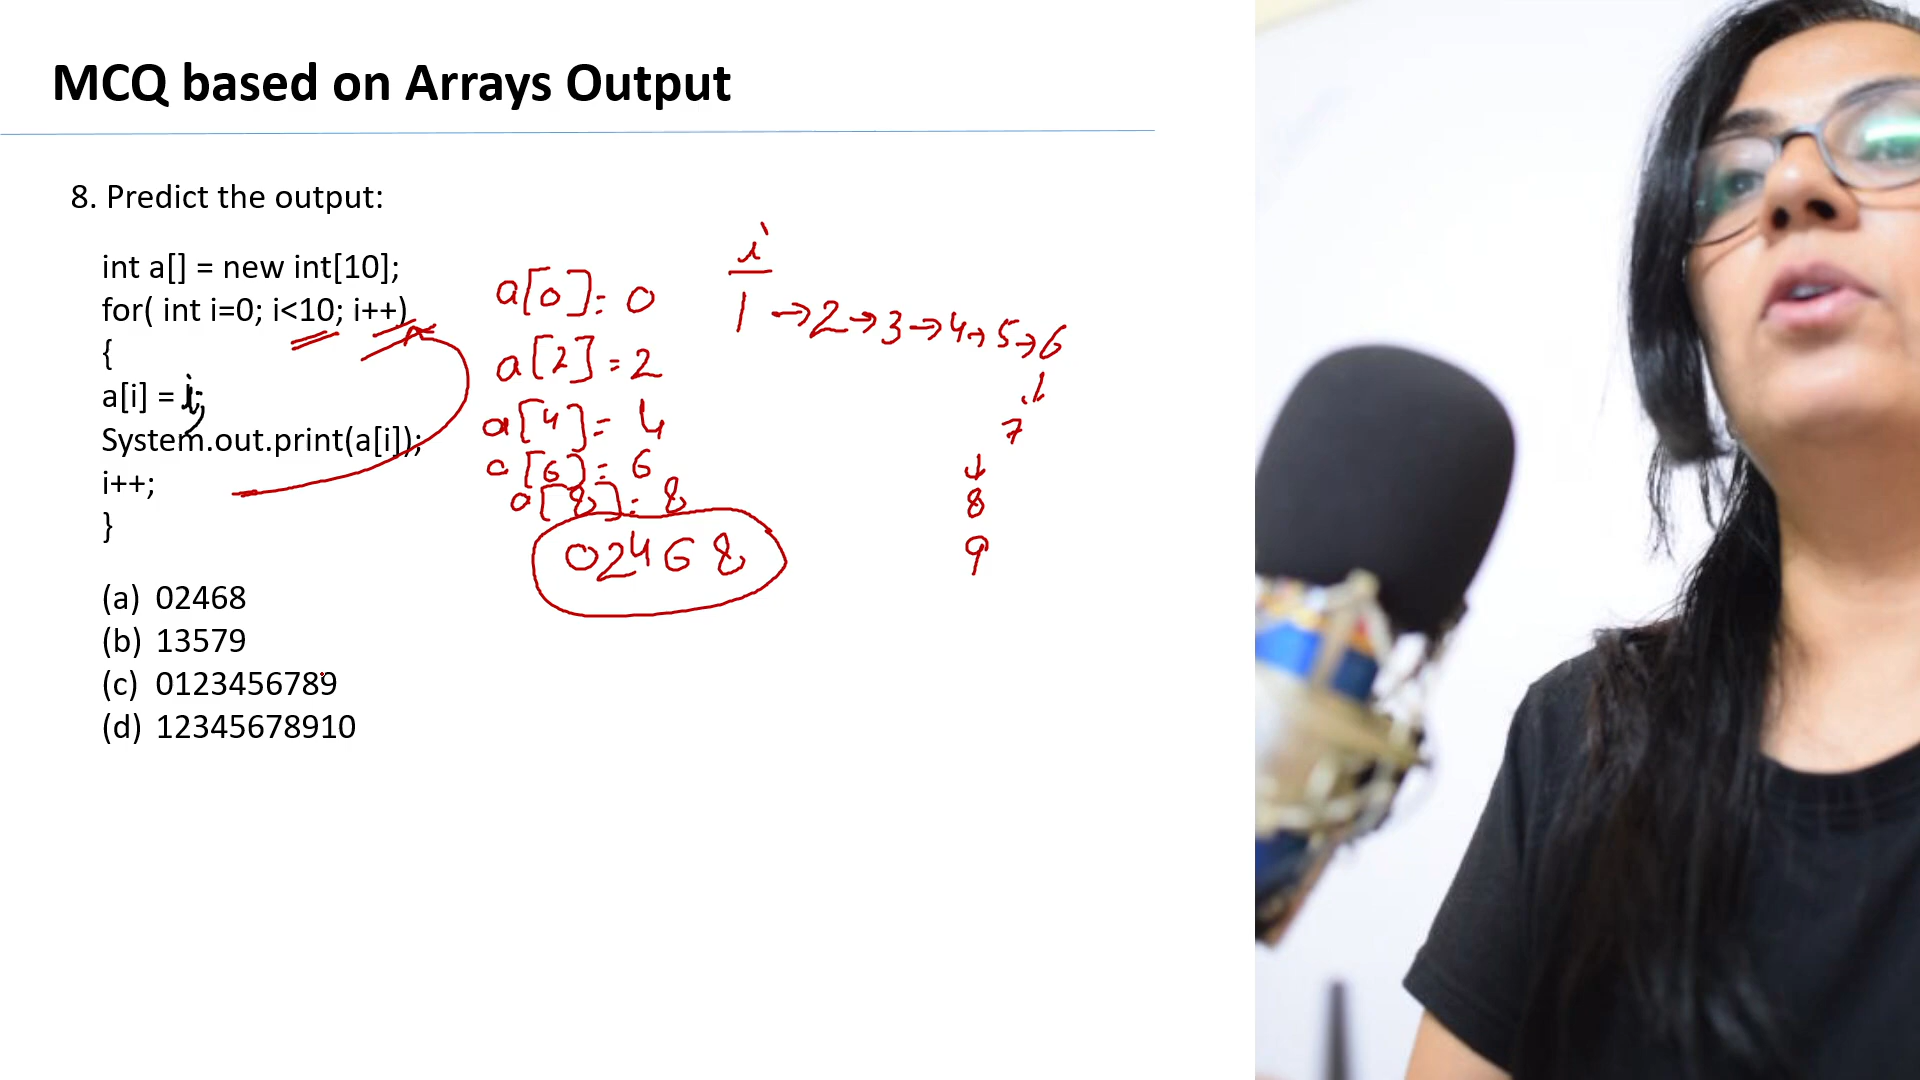 MCQ based on Arrays Output
8. Predict the output:
int a[] = new int[10];
for( int i=0; i<10; i++)
{
a[i] = i;
System.out.print(a[i]);
i++;
}
(a) 02468
(b) 13579
(c) 0123456789
(d) 12345678910
a[0] = 0
a[2] = 2
a[4] = 4
a[6] = 6
a[8] = 8
02468
i
1 → 2 → 3 → 4 → 5 → 6
↓
7
↓
8
9